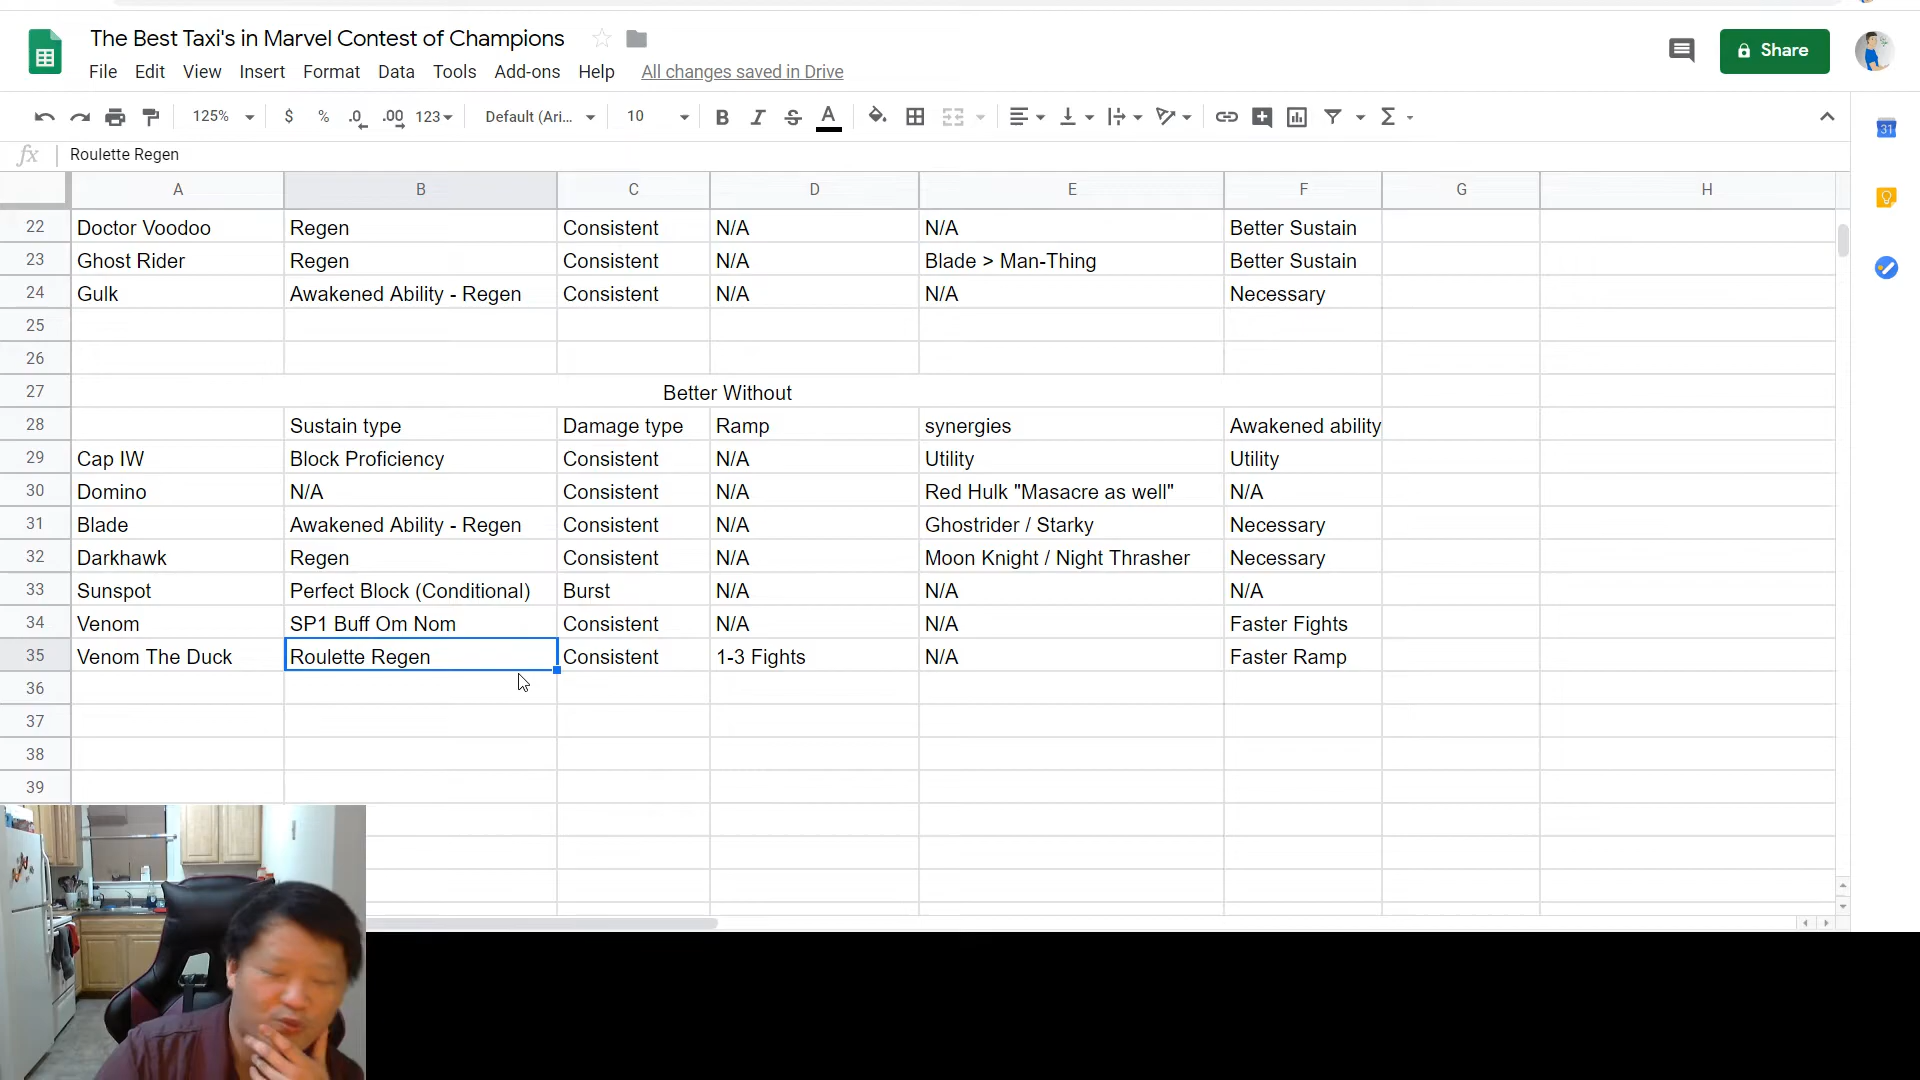 The Best Taxi's in Marvel Contest of Champions
Share
File Edit View Insert Format Data Tools Add-ons Help All changes saved in Drive
125% $ % .0 .00 123 Default (Ari... 10 B I S A Σ
31
fx Roulette Regen
A B C D E F G H
22 Doctor Voodoo Regen Consistent N/A N/A Better Sustain
23 Ghost Rider Regen Consistent N/A Blade > Man-Thing Better Sustain
24 Gulk Awakened Ability - Regen Consistent N/A N/A Necessary
25
26
27 Better Without
28 Sustain type Damage type Ramp synergies Awakened ability
29 Cap IW Block Proficiency Consistent N/A Utility Utility
30 Domino N/A Consistent N/A Red Hulk "Masacre as well" N/A
31 Blade Awakened Ability - Regen Consistent N/A Ghostrider / Starky Necessary
32 Darkhawk Regen Consistent N/A Moon Knight / Night Thrasher Necessary
33 Sunspot Perfect Block (Conditional) Burst N/A N/A N/A
34 Venom SP1 Buff Om Nom Consistent N/A N/A Faster Fights
35 Venom The Duck Roulette Regen Consistent 1-3 Fights N/A Faster Ramp
36
37
38
39